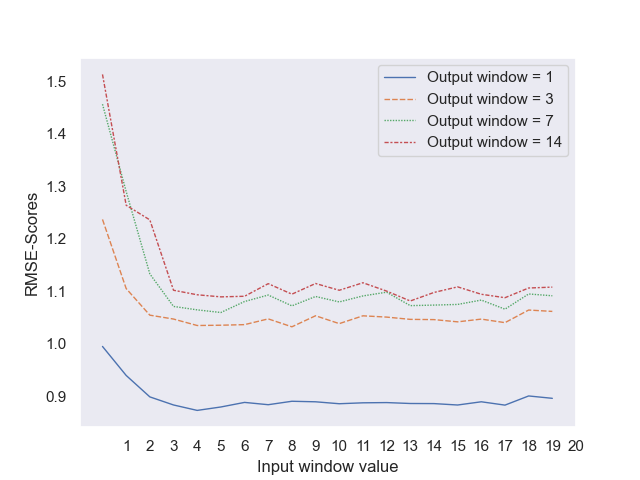 1.5
1.4
1.3
1.2
1.1
1.0
0.9
RMSE-Scores
Output window = 1
Output window = 3
Output window = 7
Output window = 14
1 2 3 4 5 6 7 8 9 10 11 12 13 14 15 16 17 18 19 20
Input window value